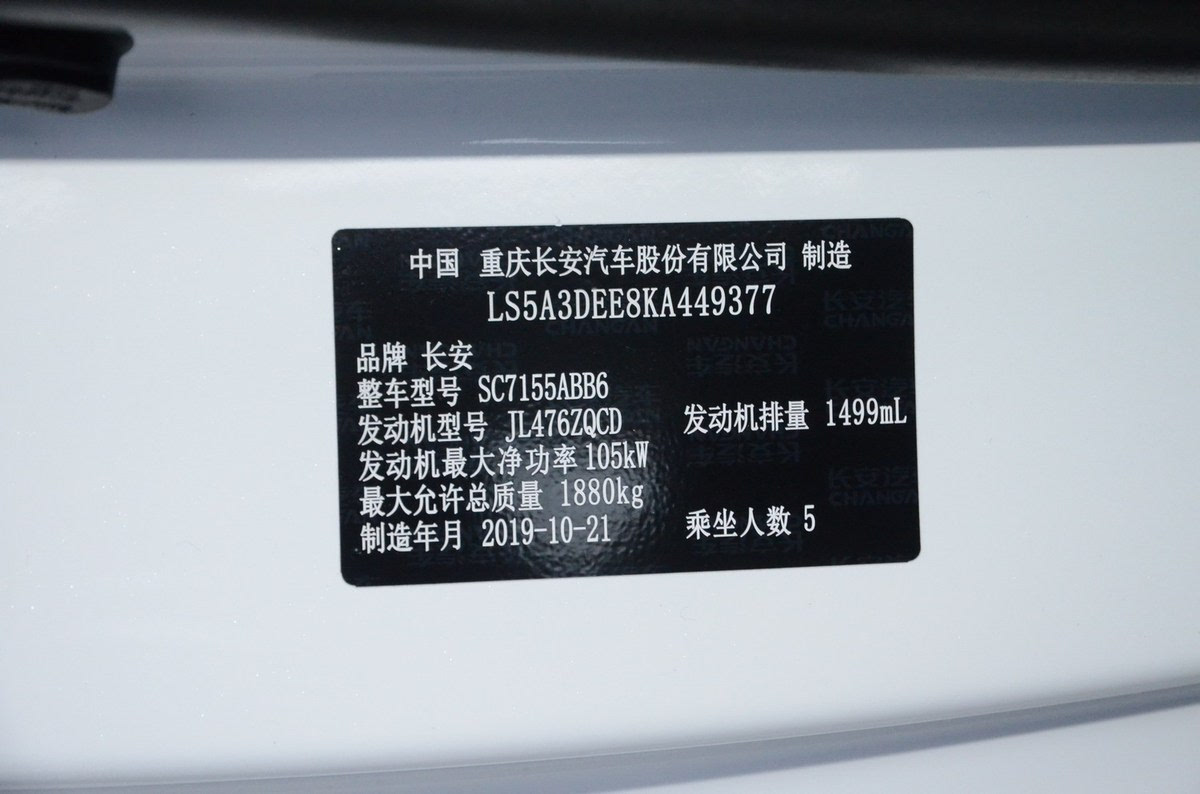 中国 重庆长安汽车股份有限公司 制造
LS5A3DEE8KA449377
品牌 长安
整车型号 SC7155ABB6
发动机型号 JL476ZQCD 发动机排量 1499mL
发动机最大净功率 105kW
最大允许总质量 1880kg
制造年月 2019-10-21 乘坐人数 5